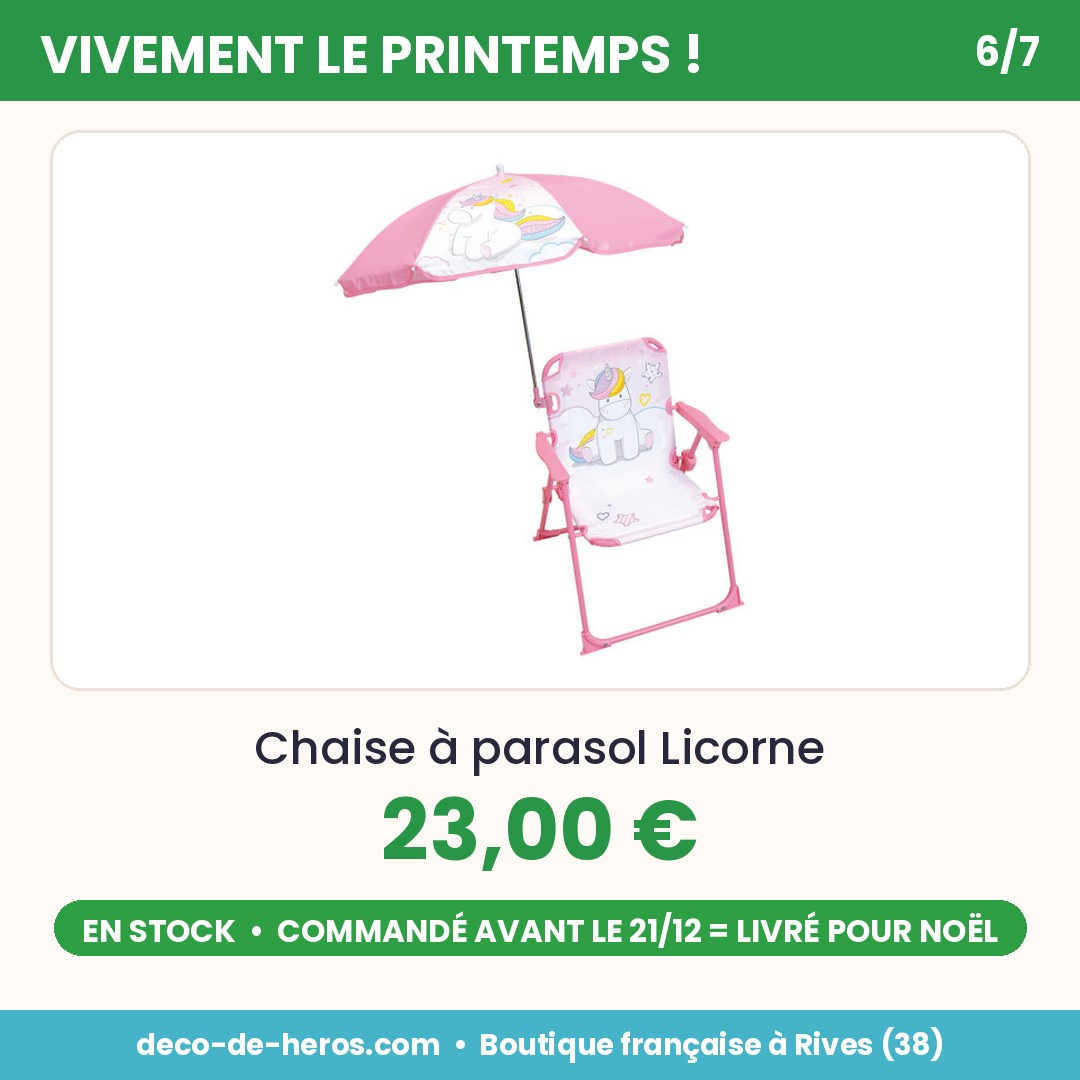 VIVEMENT LE PRINTEMPS !
6/7
Chaise à parasol Licorne
23,00 €
EN STOCK • COMMANDÉ AVANT LE 21/12 = LIVRÉ POUR NOËL
deco-de-heros.com • Boutique française à Rives (38)